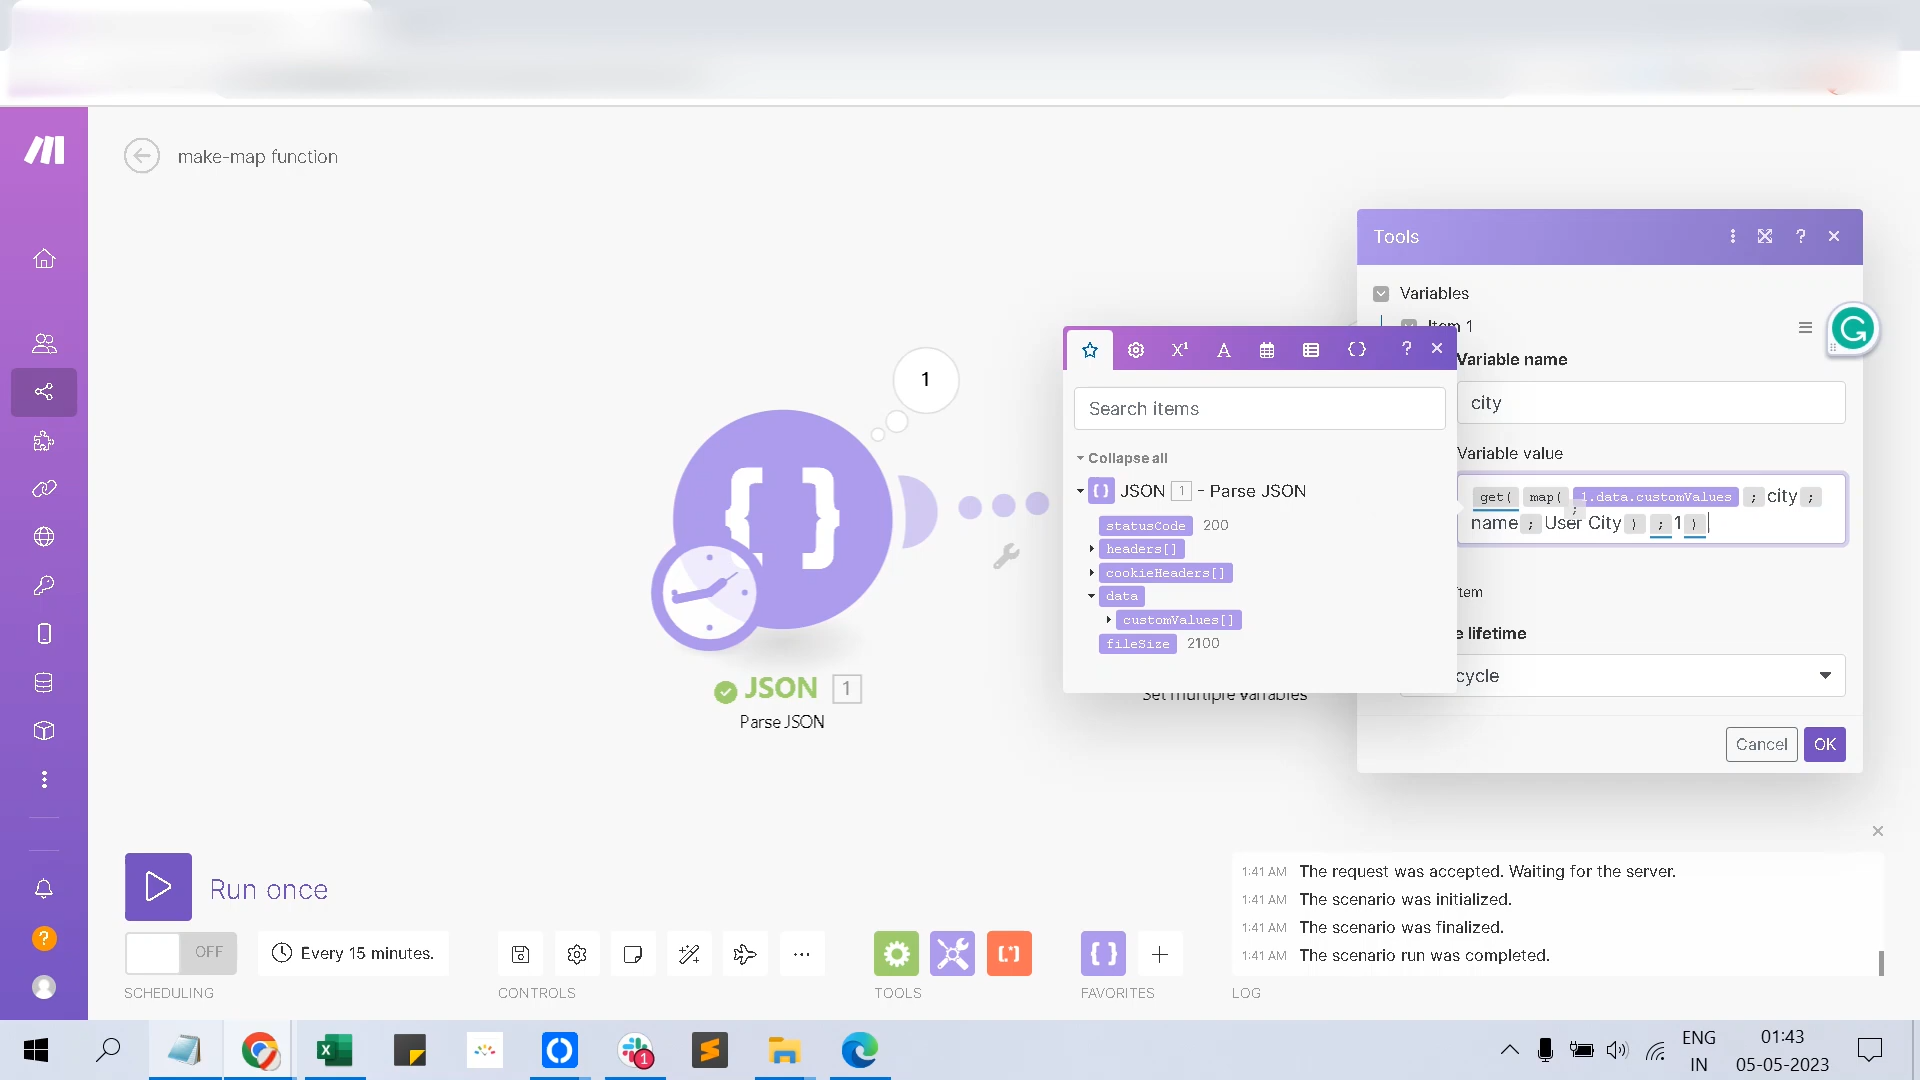 make-map function
Tools
Variables
Item 1
Variable name
city
Variable value
get( map( 1.data.customValues ; city ;
name ; User City ) ; 1 )
tem
e lifetime
cycle
Cancel
OK
Search items
Collapse all
JSON 1 - Parse JSON
statusCode 200
headers[]
cookieHeaders[]
data
customValues[]
fileSize 2100
1
JSON 1
Parse JSON
Set multiple variables
Run once
OFF
Every 15 minutes.
SCHEDULING
CONTROLS
TOOLS
FAVORITES
LOG
1:41 AM The request was accepted. Waiting for the server.
1:41 AM The scenario was initialized.
1:41 AM The scenario was finalized.
1:41 AM The scenario run was completed.
ENG
IN
01:43
05-05-2023